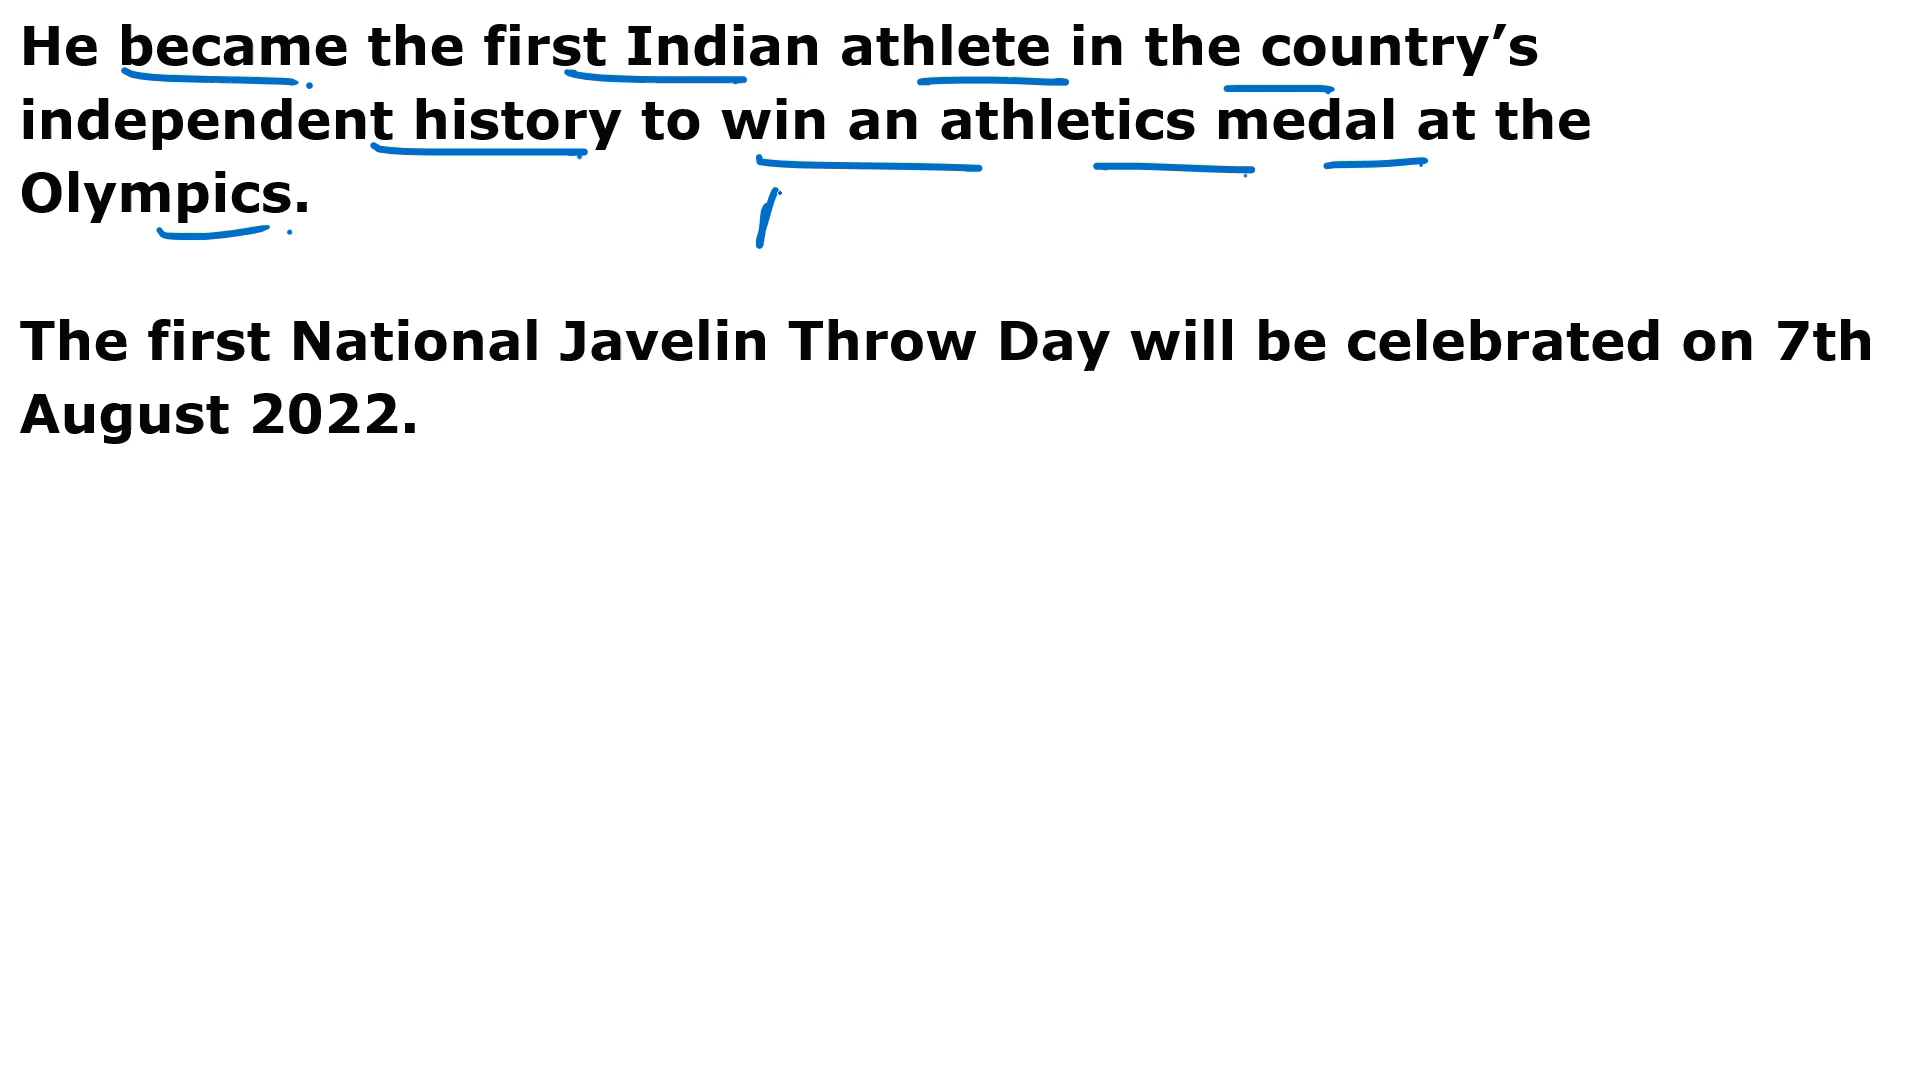 He became the first Indian athlete in the country’s
independent history to win an athletics medal at the
Olympics.
The first National Javelin Throw Day will be celebrated on 7th
August 2022.